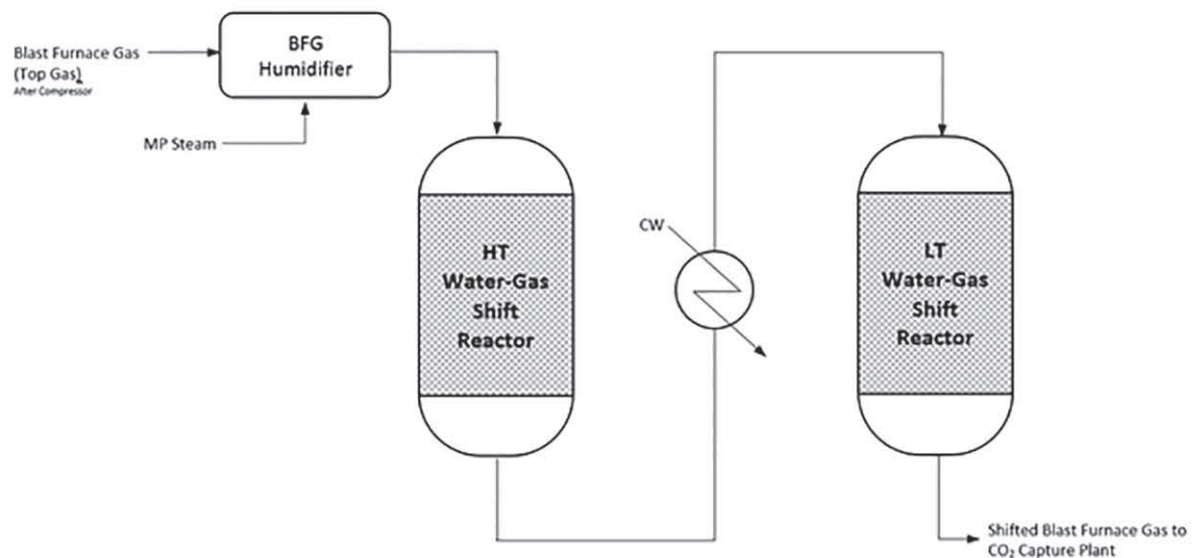 Blast Furnace Gas
(Top Gas)
After Compressor
BFG
Humidifier
MP Steam
HT
Water-Gas
Shift
Reactor
CW
LT
Water-Gas
Shift
Reactor
Shifted Blast Furnace Gas to
CO₂ Capture Plant